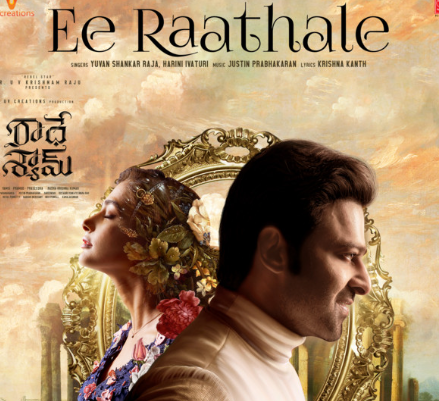 creations
Ee Raathale
SINGERS YUVAN SHANKAR RAJA, HARINI IVATURI MUSIC JUSTIN PRABHAKARAN LYRICS KRISHNA KANTH
REBEL STAR
R. U V KRISHNAM RAJU
PRESENTS
UV CREATIONS PRODUCTION
రాధే
శ్యామ్